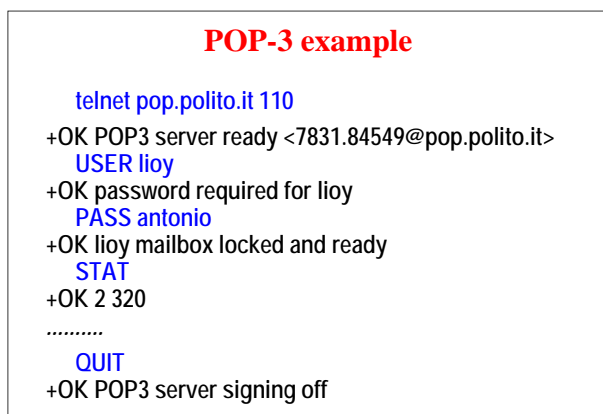 POP-3 example
telnet pop.polito.it 110
+OK POP3 server ready <7831.84549@pop.polito.it>
USER lioy
+OK password required for lioy
PASS antonio
+OK lioy mailbox locked and ready
STAT
+OK 2 320
..........
QUIT
+OK POP3 server signing off